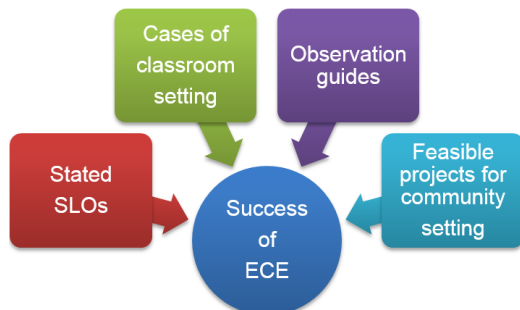 Cases of
classroom
setting
Observation
guides
Stated
SLOs
Feasible
projects for
community
setting
Success
of
ECE